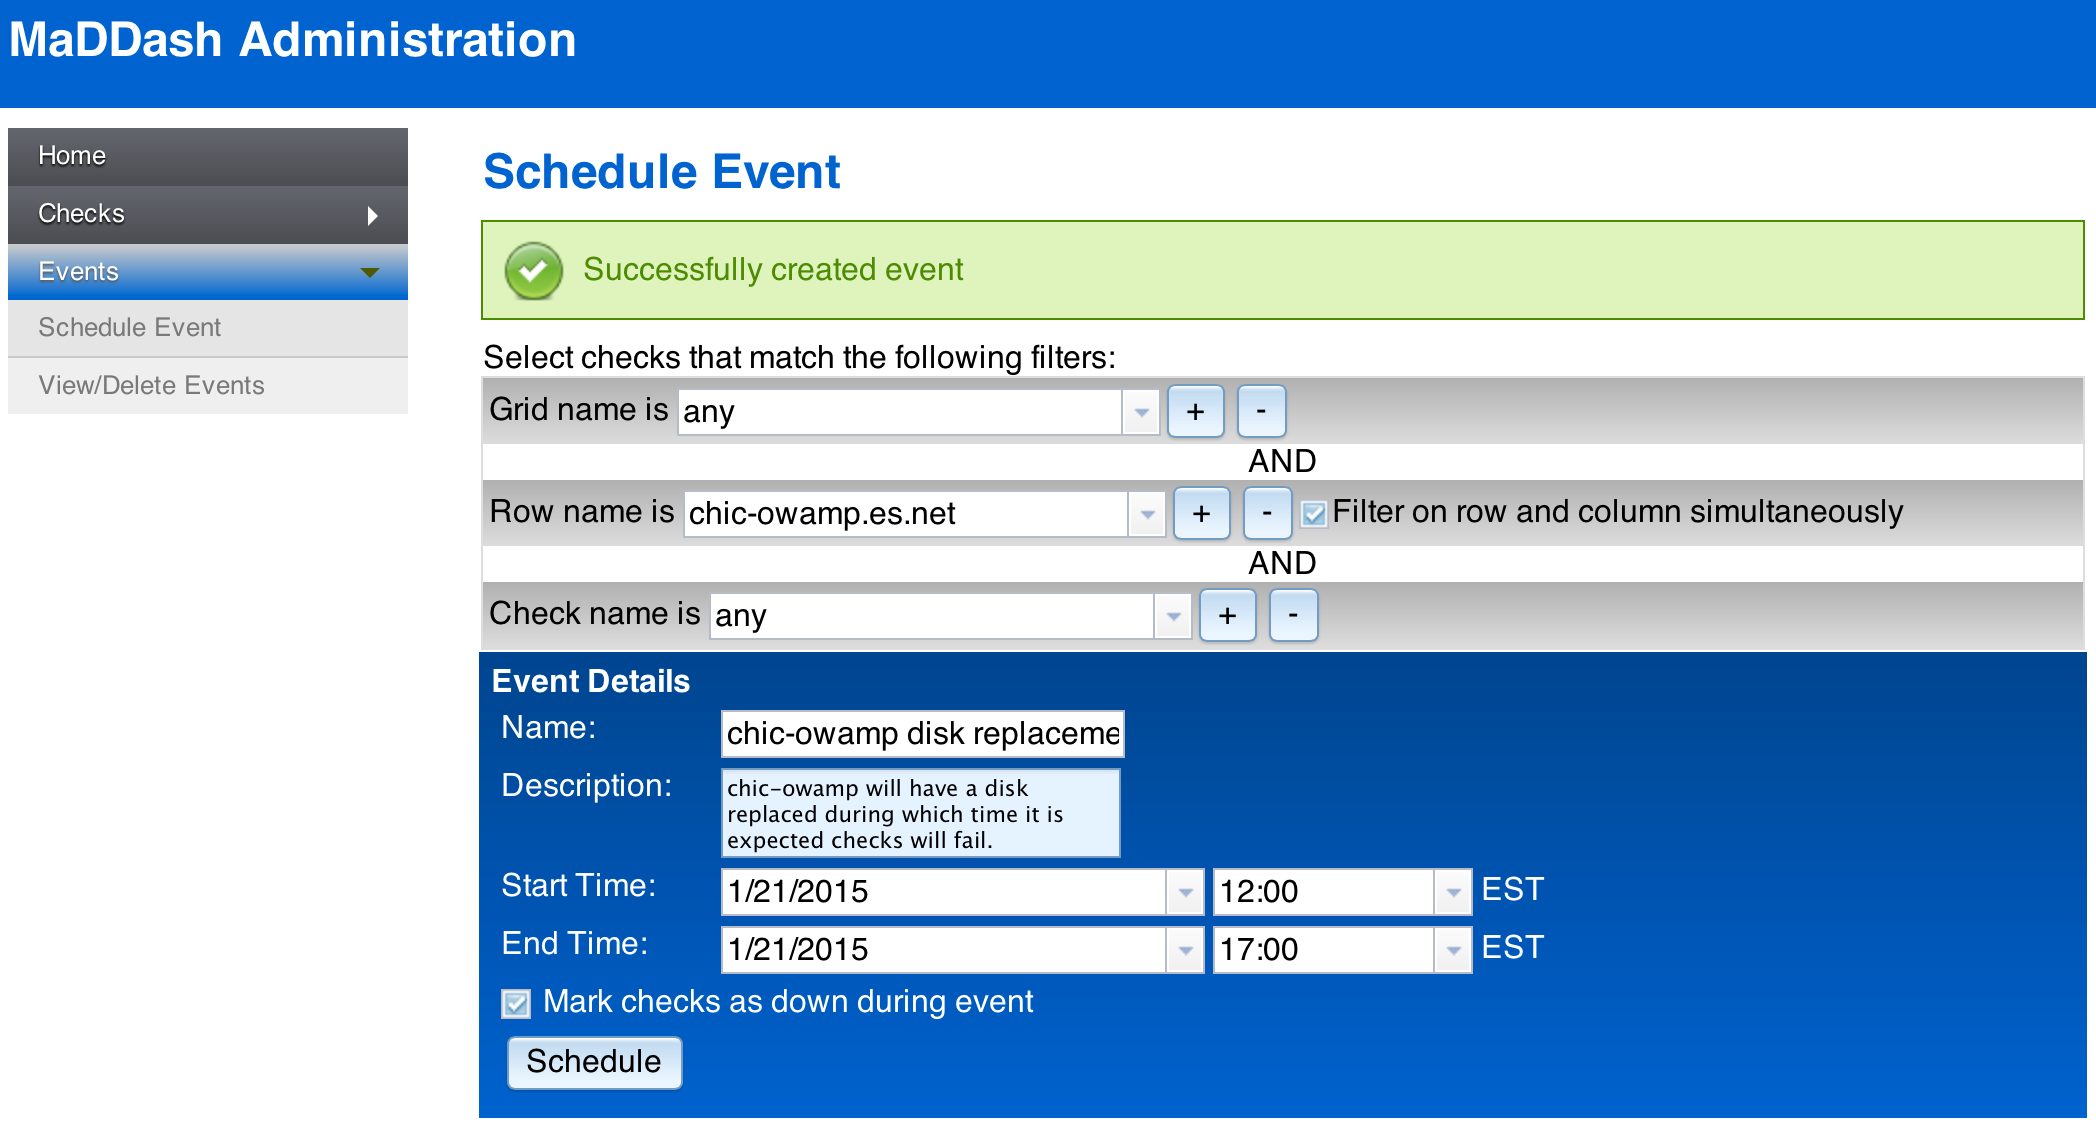 MaDDash Administration
Home
Checks
Events
Schedule Event
View/Delete Events
Schedule Event
Successfully created event
Select checks that match the following filters:
Grid name is any + -
AND
Row name is chic-owamp.es.net + - Filter on row and column simultaneously
AND
Check name is any + -
Event Details
Name: chic-owamp disk replaceme
Description: chic-owamp will have a disk
replaced during which time it is
expected checks will fail.
Start Time: 1/21/2015 12:00 EST
End Time: 1/21/2015 17:00 EST
Mark checks as down during event
Schedule